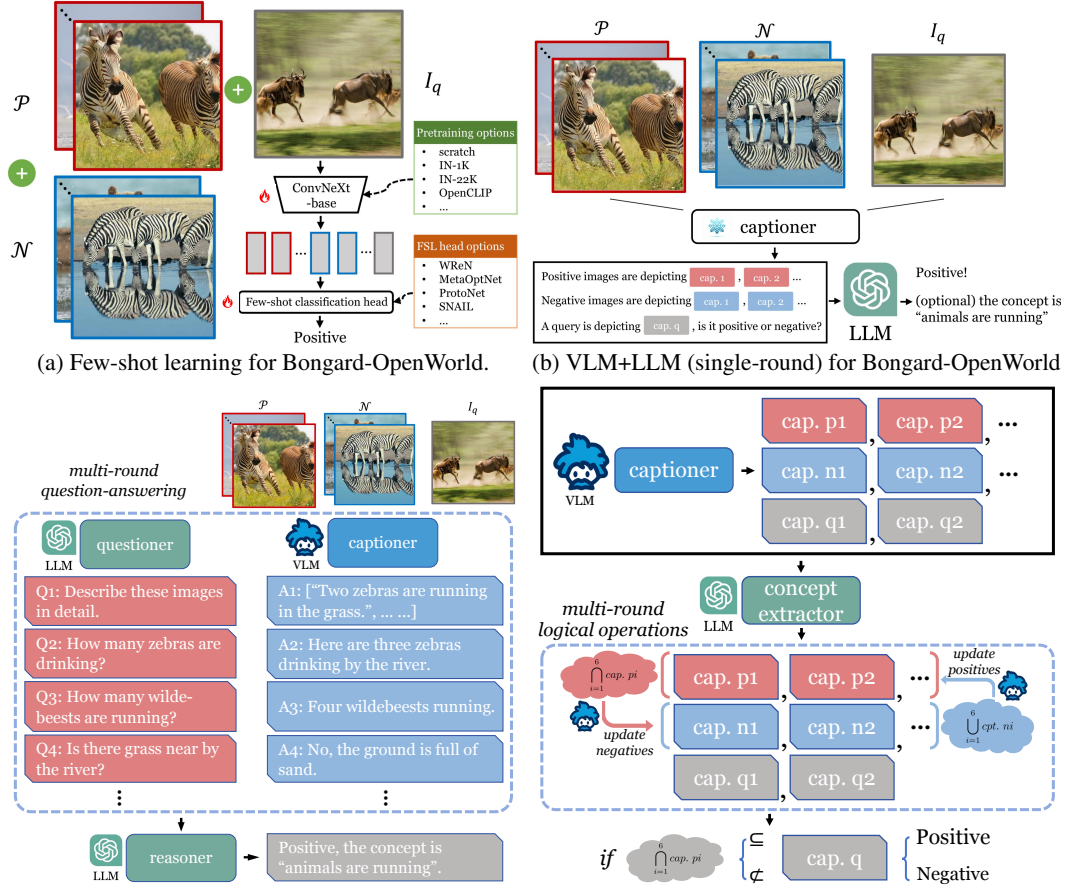 𝒫
+
I_q
𝒩
+
Pretraining options
• scratch
• IN-1K
• IN-22K
• OpenCLIP
• ...
ConvNeXt
-base
...
...
FSL head options
• WReN
• MetaOptNet
• ProtoNet
• SNAIL
• ...
Few-shot classification head
Positive
(a) Few-shot learning for Bongard-OpenWorld.
𝒫
𝒩
I_q
captioner
Positive images are depicting cap. 1 , cap. 2 ...
Negative images are depicting cap. 1 , cap. 2 ...
A query is depicting cap. q , is it positive or negative?
LLM
Positive!
(optional) the concept is
“animals are running”
(b) VLM+LLM (single-round) for Bongard-OpenWorld
𝒫
𝒩
I_q
multi-round
question-answering
LLM
questioner
VLM
captioner
Q1: Describe these images
in detail.
A1: [“Two zebras are running
in the grass.”, ... ...]
Q2: How many zebras are
drinking?
A2: Here are three zebras
drinking by the river.
Q3: How many wilde-
beests are running?
A3: Four wildebeests running.
Q4: Is there grass near by
the river?
A4: No, the ground is full of
sand.
⋮
⋮
LLM
reasoner
Positive, the concept is
“animals are running”.
VLM
captioner
cap. p1 , cap. p2 , ...
cap. n1 , cap. n2 , ...
cap. q1 , cap. q2
LLM
concept
extractor
multi-round
logical operations
⋂_{i=1}^{6} cap. pi
update
negatives
cap. p1 , cap. p2 , ...
cap. n1 , cap. n2 , ...
cap. q1 , cap. q2
update
positives
⋃_{i=1}^{6} cpt. ni
if ⋂_{i=1}^{6} cap. pi
⊆
⊄
cap. q
Positive
Negative